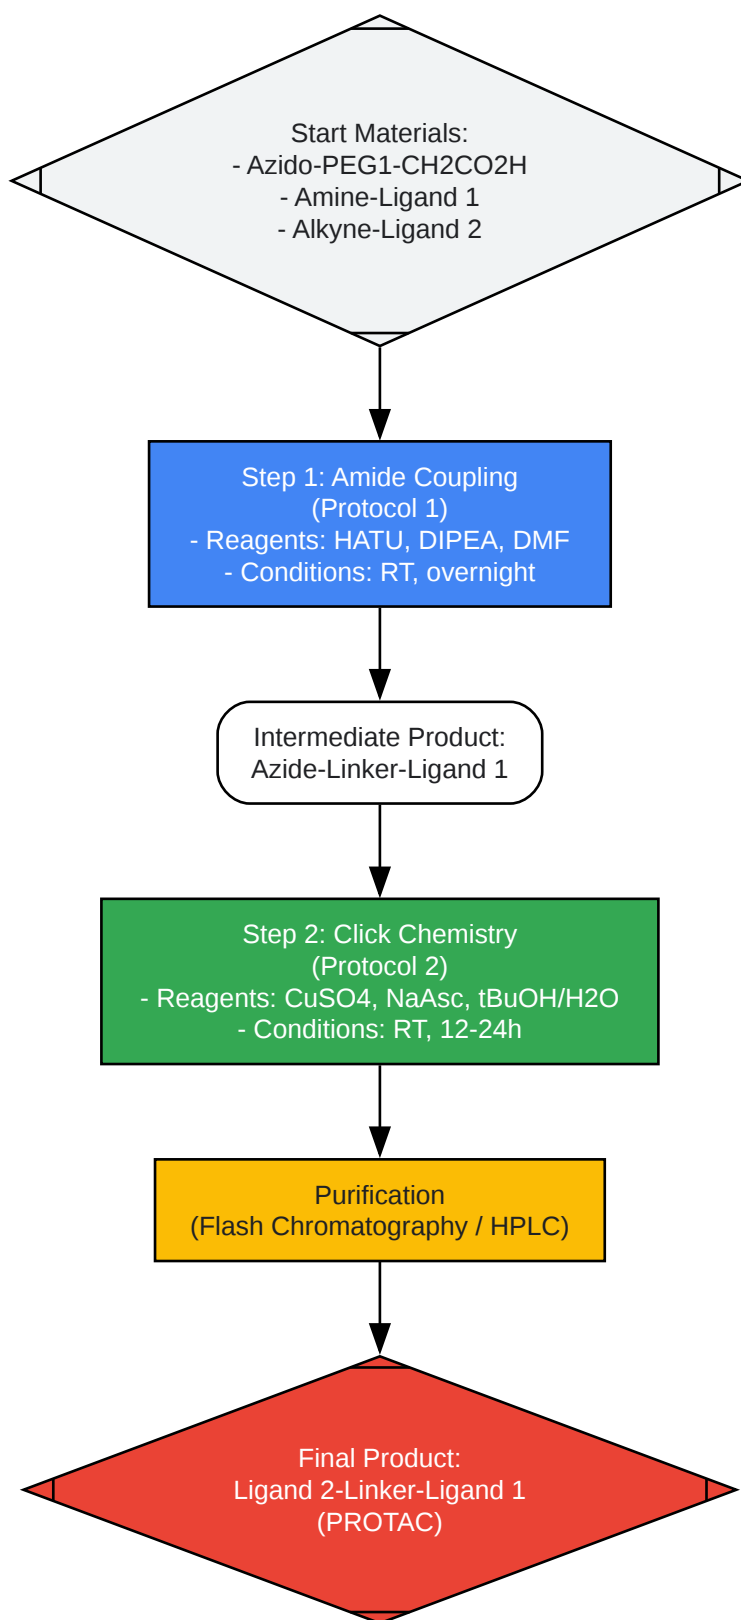 Start Materials:
- Azido-PEG1-CH2CO2H
- Amine-Ligand 1
- Alkyne-Ligand 2
Step 1: Amide Coupling
(Protocol 1)
- Reagents: HATU, DIPEA, DMF
- Conditions: RT, overnight
Intermediate Product:
Azide-Linker-Ligand 1
Step 2: Click Chemistry
(Protocol 2)
- Reagents: CuSO4, NaAsc, tBuOH/H2O
- Conditions: RT, 12-24h
Purification
(Flash Chromatography / HPLC)
Final Product:
Ligand 2-Linker-Ligand 1
(PROTAC)